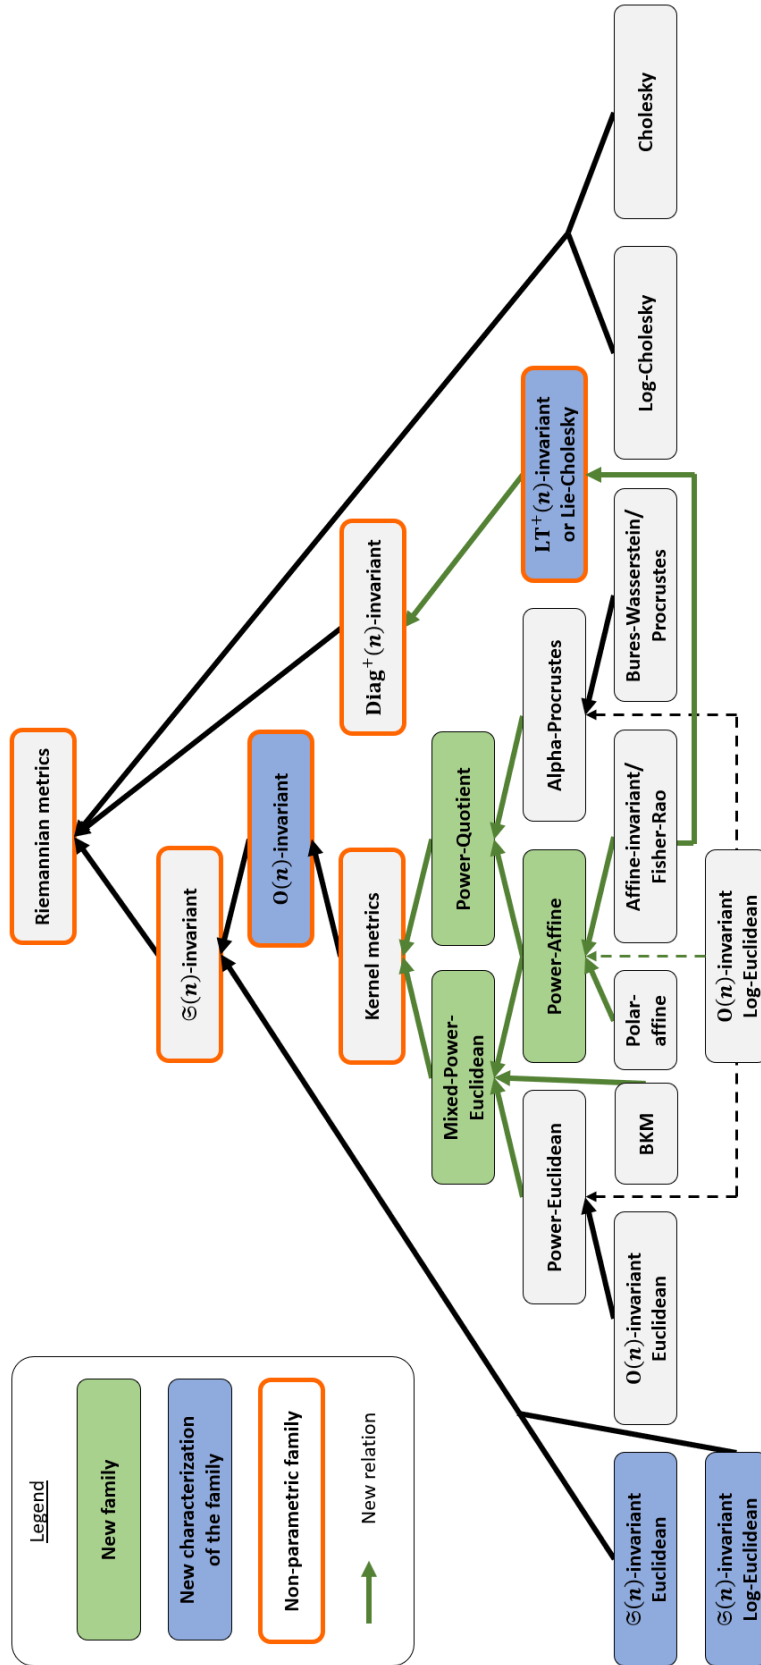 Legend
New family
New characterization
of the family
Non-parametric family
New relation
Riemannian metrics
𝔖(n)-invariant
O(n)-invariant
Diag⁺(n)-invariant
Kernel metrics
Mixed-Power-
Euclidean
Power-Quotient
Power-Euclidean
Power-Affine
Alpha-Procrustes
LT⁺(n)-invariant
or Lie-Cholesky
𝔖(n)-invariant
Euclidean
O(n)-invariant
Euclidean
BKM
Polar-
affine
Affine-invariant/
Fisher-Rao
Bures-Wasserstein/
Procrustes
Log-Cholesky
Cholesky
𝔖(n)-invariant
Log-Euclidean
O(n)-invariant
Log-Euclidean